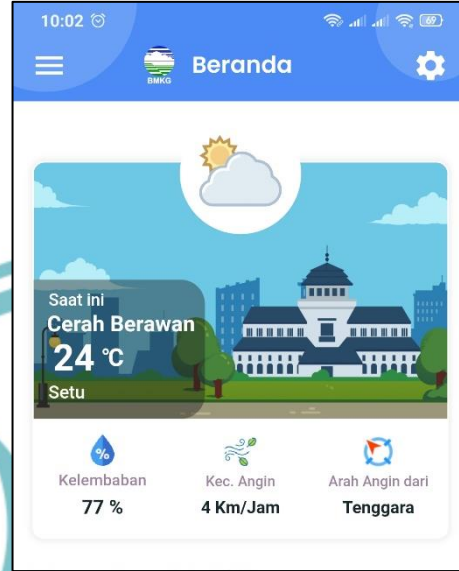 10:02
69
BMKG
Beranda
Saat ini
Cerah Berawan
24 °C
Setu
%
Kelembaban
77 %
Kec. Angin
4 Km/Jam
Arah Angin dari
Tenggara